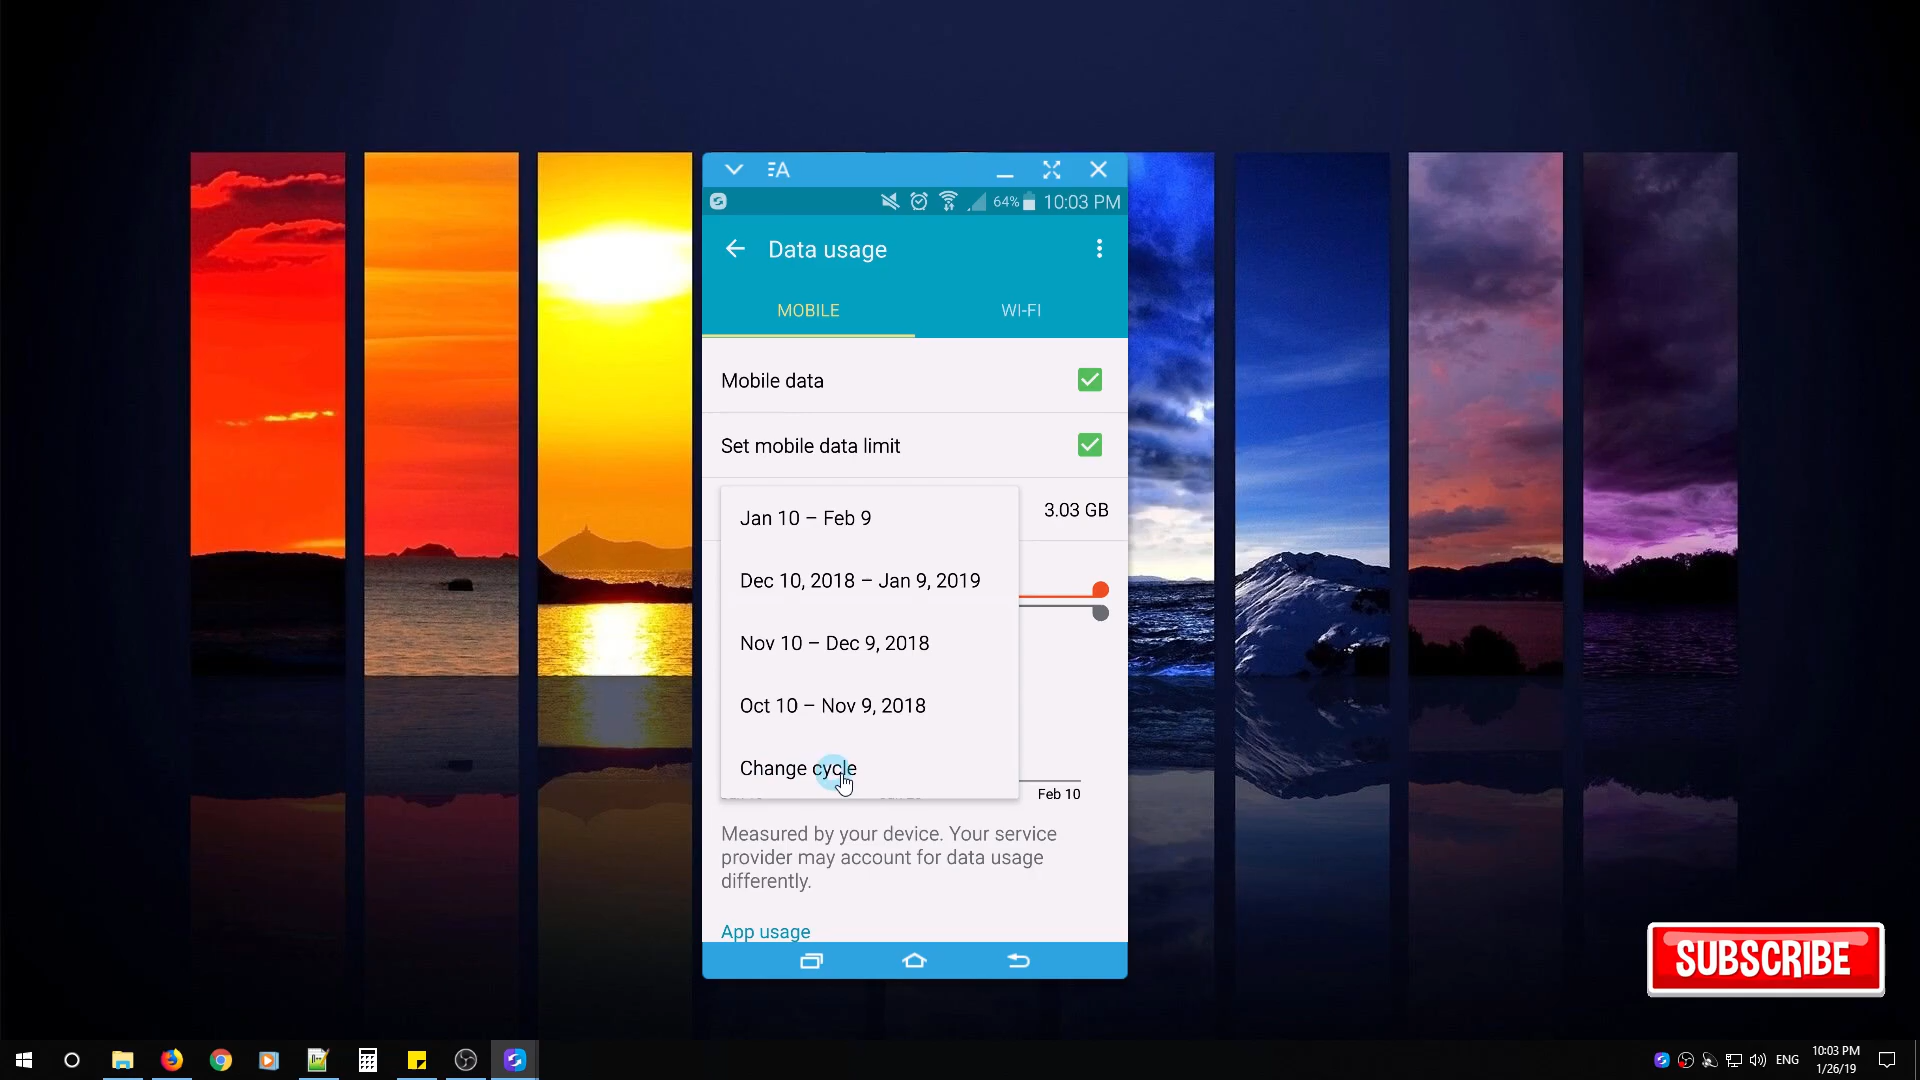 64% 10:03 PM
Data usage
MOBILE WI-FI
Mobile data
Set mobile data limit
Jan 10 – Feb 9
3.03 GB
Dec 10, 2018 – Jan 9, 2019
Nov 10 – Dec 9, 2018
Oct 10 – Nov 9, 2018
Change cycle
Feb 10
Measured by your device. Your service
provider may account for data usage
differently.
App usage
SUBSCRIBE
ENG
10:03 PM
1/26/19